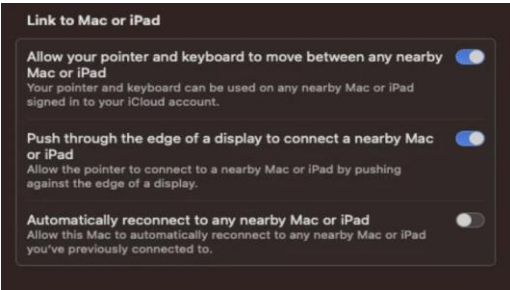 Link to Mac or iPad
Allow your pointer and keyboard to move between any nearby
Mac or iPad
Your pointer and keyboard can be used on any nearby Mac or iPad
signed in to your iCloud account.
Push through the edge of a display to connect a nearby Mac
or iPad
Allow the pointer to connect to a nearby Mac or iPad by pushing
against the edge of a display.
Automatically reconnect to any nearby Mac or iPad
Allow this Mac to automatically reconnect to any nearby Mac or iPad
you've previously connected to.